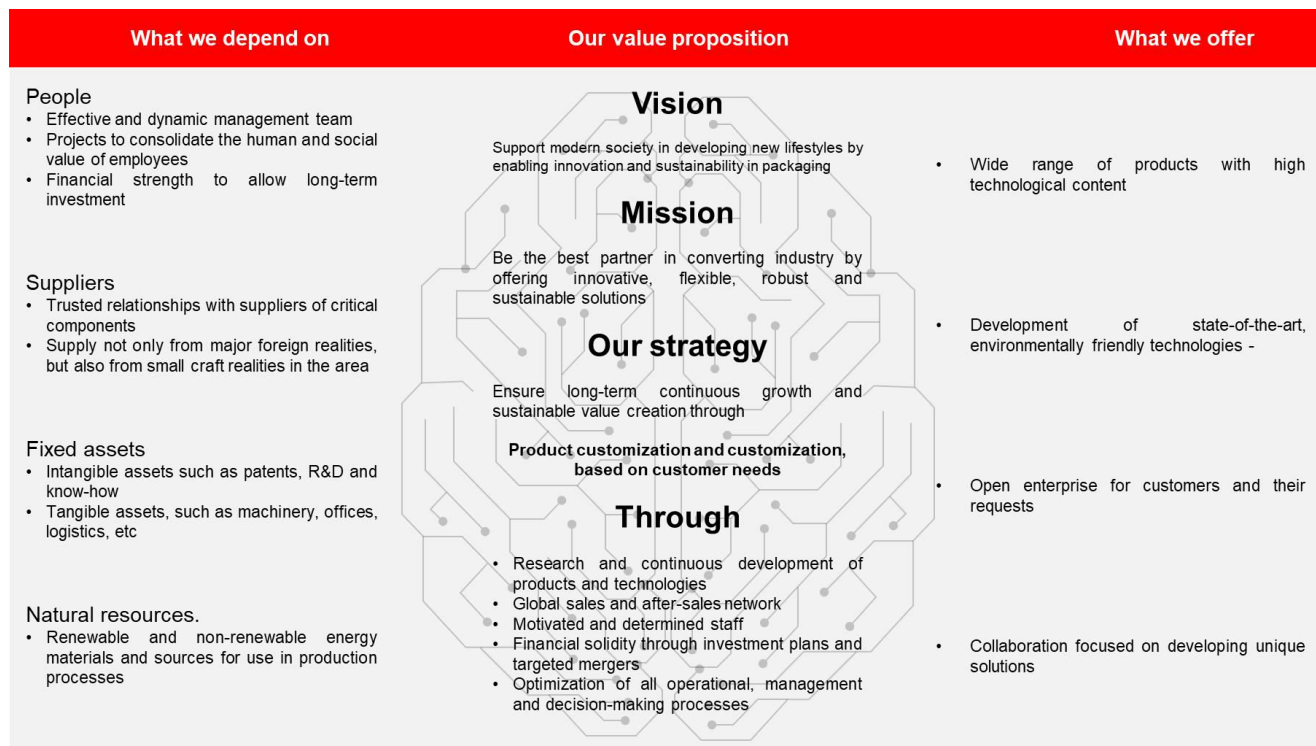 What we depend on
Our value proposition
What we offer
People
• Effective and dynamic management team
• Projects to consolidate the human and social
value of employees
• Financial strength to allow long-term
investment
Suppliers
• Trusted relationships with suppliers of critical
components
• Supply not only from major foreign realities,
but also from small craft realities in the area
Fixed assets
• Intangible assets such as patents, R&D and
know-how
• Tangible assets, such as machinery, offices,
logistics, etc
Natural resources.
• Renewable and non-renewable energy
materials and sources for use in production
processes
Vision
Support modern society in developing new lifestyles by
enabling innovation and sustainability in packaging
Mission
Be the best partner in converting industry by
offering innovative, flexible, robust and
sustainable solutions
Our strategy
Ensure long-term continuous growth and
sustainable value creation through
Product customization and customization,
based on customer needs
Through
• Research and continuous development of
products and technologies
• Global sales and after-sales network
• Motivated and determined staff
• Financial solidity through investment plans and
targeted mergers
• Optimization of all operational, management
and decision-making processes
• Wide range of products with high
technological content
• Development of state-of-the-art,
environmentally friendly technologies -
• Open enterprise for customers and their
requests
• Collaboration focused on developing unique
solutions